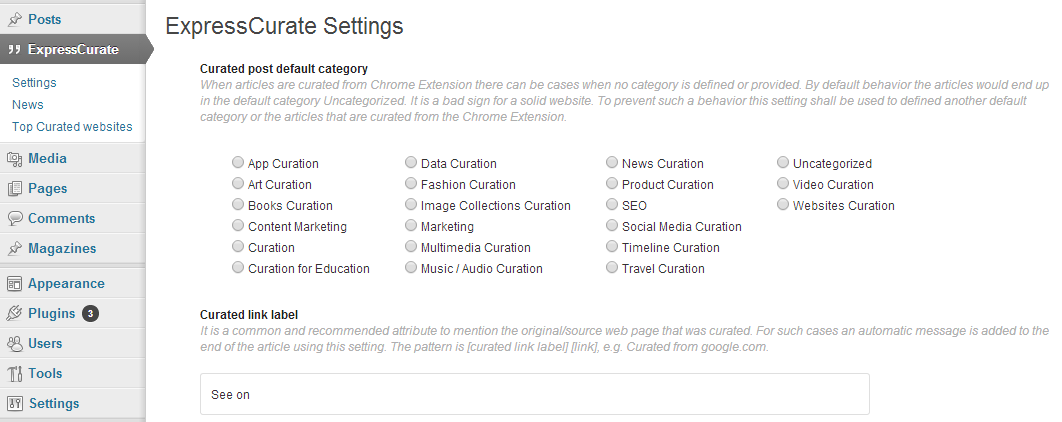 Posts
ExpressCurate
Settings
News
Top Curated websites
Media
Pages
Comments
Magazines
Appearance
Plugins 3
Users
Tools
Settings
ExpressCurate Settings
Curated post default category
When articles are curated from Chrome Extension there can be cases when no category is defined or provided. By default behavior the articles would end up
in the default category Uncategorized. It is a bad sign for a solid website. To prevent such a behavior this setting shall be used to defined another default
category or the articles that are curated from the Chrome Extension.
App Curation Data Curation News Curation Uncategorized
Art Curation Fashion Curation Product Curation Video Curation
Books Curation Image Collections Curation SEO Websites Curation
Content Marketing Marketing Social Media Curation
Curation Multimedia Curation Timeline Curation
Curation for Education Music / Audio Curation Travel Curation
Curated link label
It is a common and recommended attribute to mention the original/source web page that was curated. For such cases an automatic message is added to the
end of the article using this setting. The pattern is [curated link label] [link], e.g. Curated from google.com.
See on